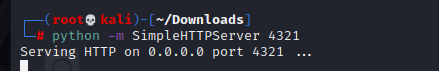 (root💀kali)-[~/Downloads]
# python -m SimpleHTTPServer 4321
Serving HTTP on 0.0.0.0 port 4321 ...